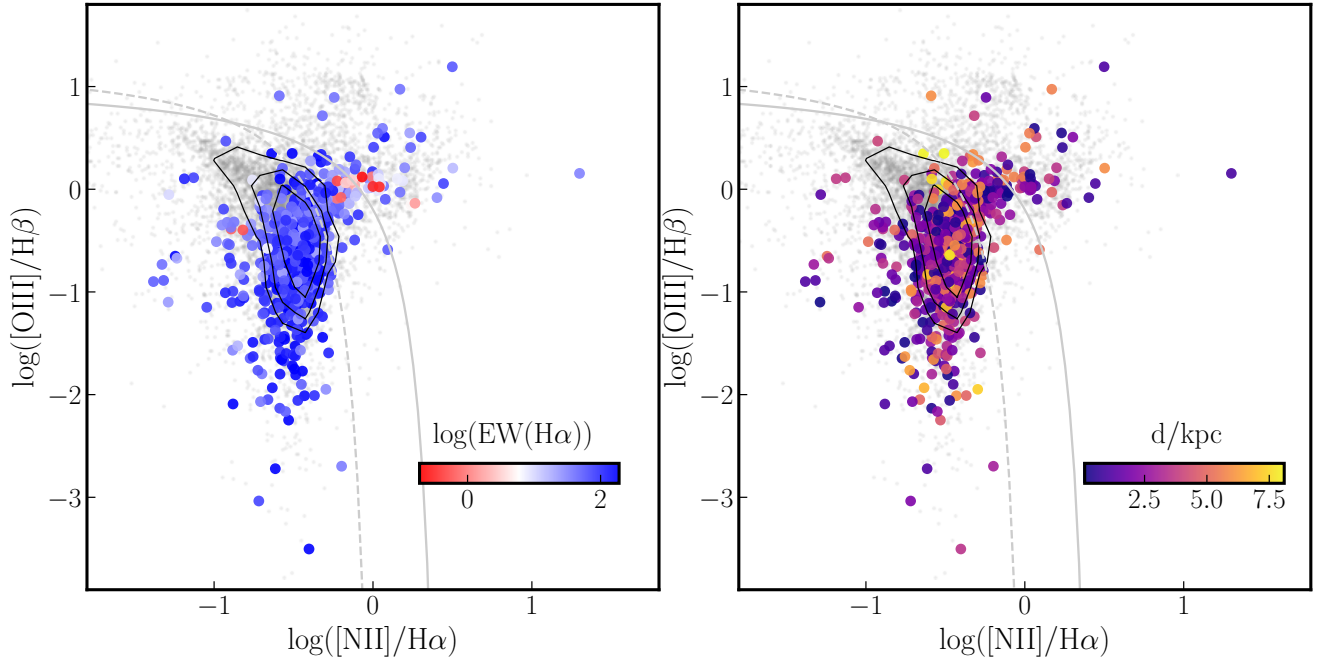 1
0
−1
−2
−3
log([OIII]/Hβ)
log(EW(Hα))
0 2
−1 0 1
log([NII]/Hα)
1
0
−1
−2
−3
log([OIII]/Hβ)
d/kpc
2.5 5.0 7.5
−1 0 1
log([NII]/Hα)